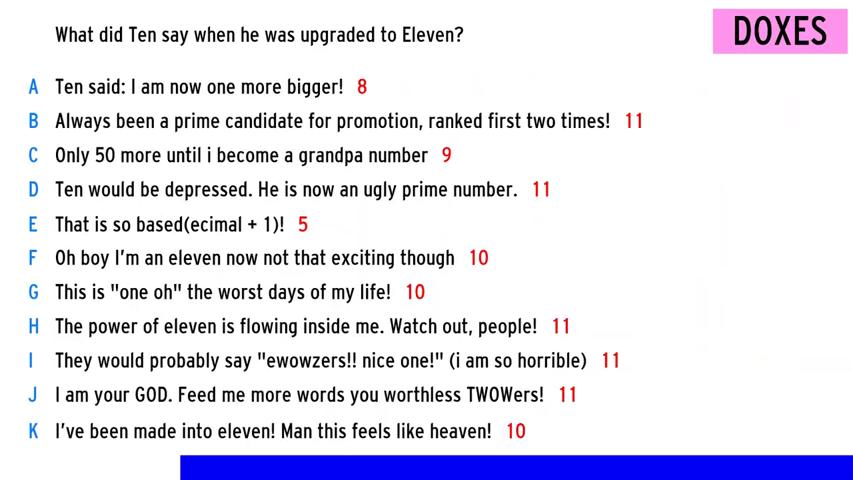 What did Ten say when he was upgraded to Eleven?
DOXES
A Ten said: I am now one more bigger! 8
B Always been a prime candidate for promotion, ranked first two times! 11
C Only 50 more until i become a grandpa number 9
D Ten would be depressed. He is now an ugly prime number. 11
E That is so based(ecimal + 1)! 5
F Oh boy I'm an eleven now not that exciting though 10
G This is "one oh" the worst days of my life! 10
H The power of eleven is flowing inside me. Watch out, people! 11
I They would probably say "ewowzers!! nice one!" (i am so horrible) 11
J I am your GOD. Feed me more words you worthless TWOWers! 11
K I've been made into eleven! Man this feels like heaven! 10